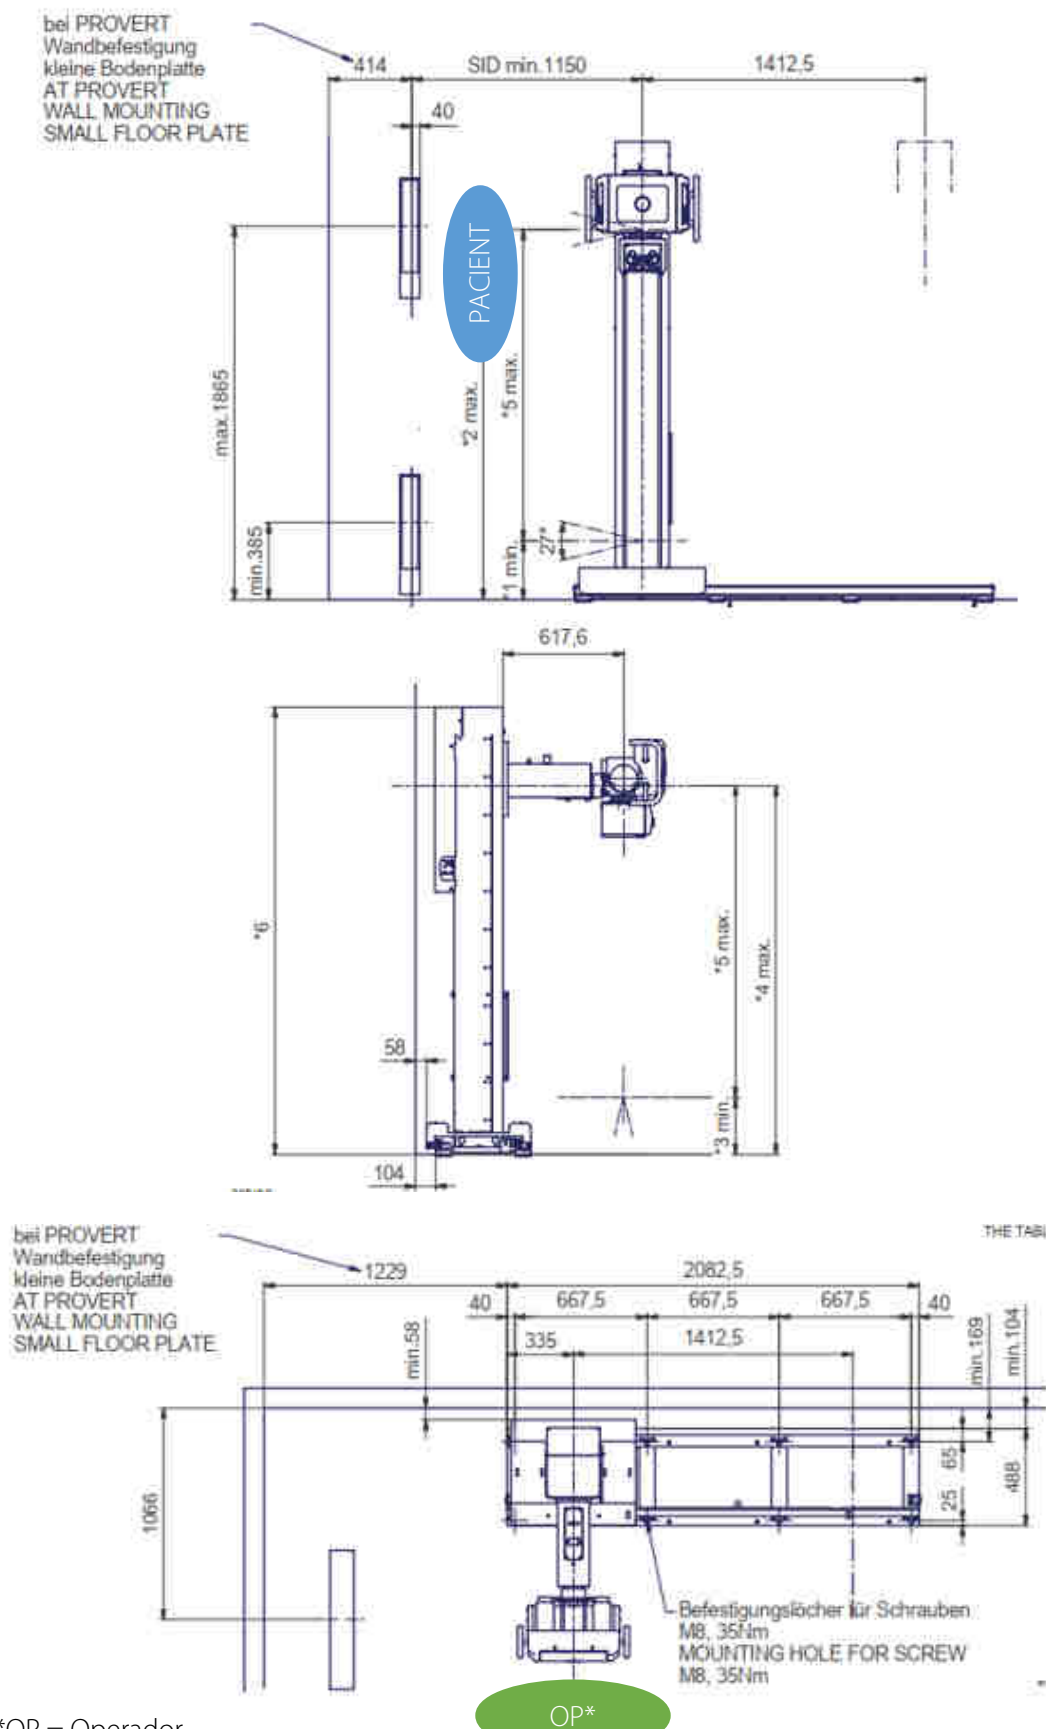 bei PROVERT
Wandbefestigung
kleine Bodenplatte
AT PROVERT
WALL MOUNTING
SMALL FLOOR PLATE
414
SID min.1150
1412,5
40
PACIENT
max.1865
*2 max.
*5 max.
min.385
*1 min.
27°
617,6
*6
*5 max.
*4 max.
58
*3 min.
104
bei PROVERT
Wandbefestigung
kleine Bodenplatte
AT PROVERT
WALL MOUNTING
SMALL FLOOR PLATE
THE TABL
1229
2082,5
40
667,5
667,5
667,5
40
min.58
335
1412,5
min.169
min.104
1066
65
25
488
Befestigungslöcher für Schrauben
M8, 35Nm
MOUNTING HOLE FOR SCREW
M8, 35Nm
OP*
*OP = Operador